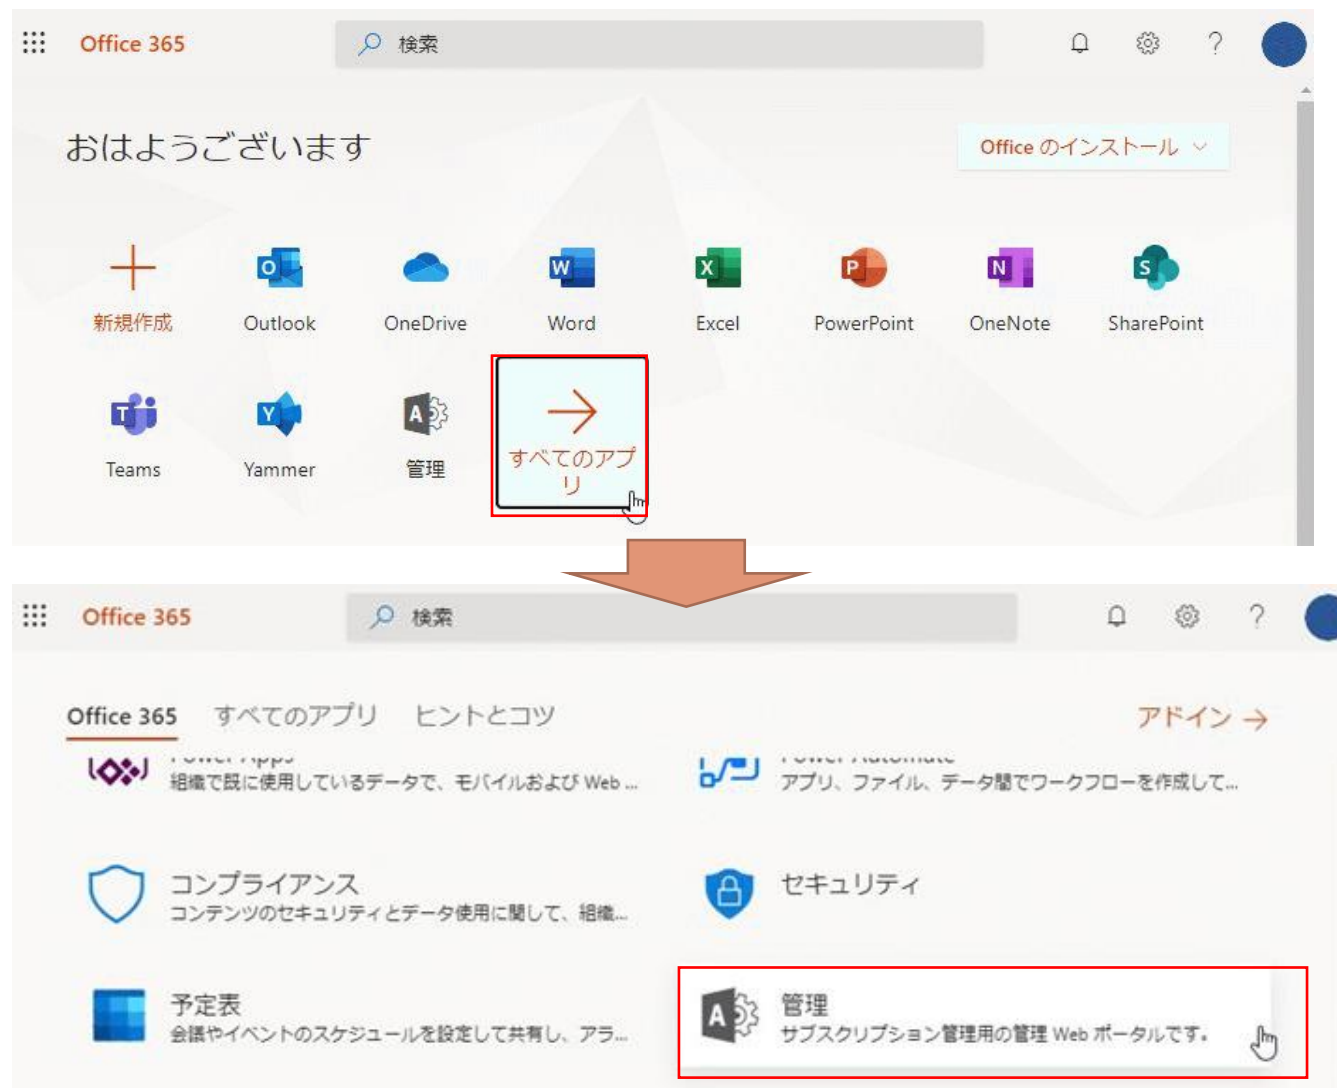 Office 365
検索
?
おはようございます
Office のインストール
新規作成
Outlook
OneDrive
Word
Excel
PowerPoint
OneNote
SharePoint
Teams
Yammer
管理
すべてのアプ
リ
Office 365
検索
?
Office 365 すべてのアプリ ヒントとコツ
アドイン →
Power Apps
組織で既に使用しているデータで、モバイルおよび Web ...
Power Automate
アプリ、ファイル、データ間でワークフローを作成して...
コンプライアンス
コンテンツのセキュリティとデータ使用に関して、組織...
セキュリティ
予定表
会議やイベントのスケジュールを設定して共有し、アラ...
管理
サブスクリプション管理用の管理 Web ポータルです。